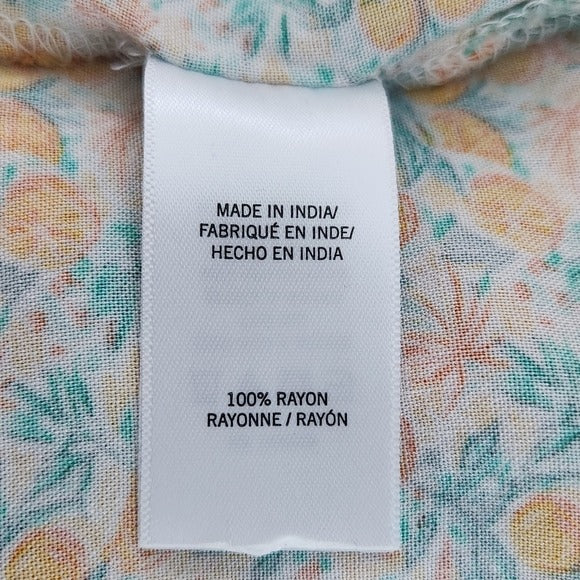 MADE IN INDIA/
FABRIQUÉ EN INDE/
HECHO EN INDIA
100% RAYON
RAYONNE / RAYÓN